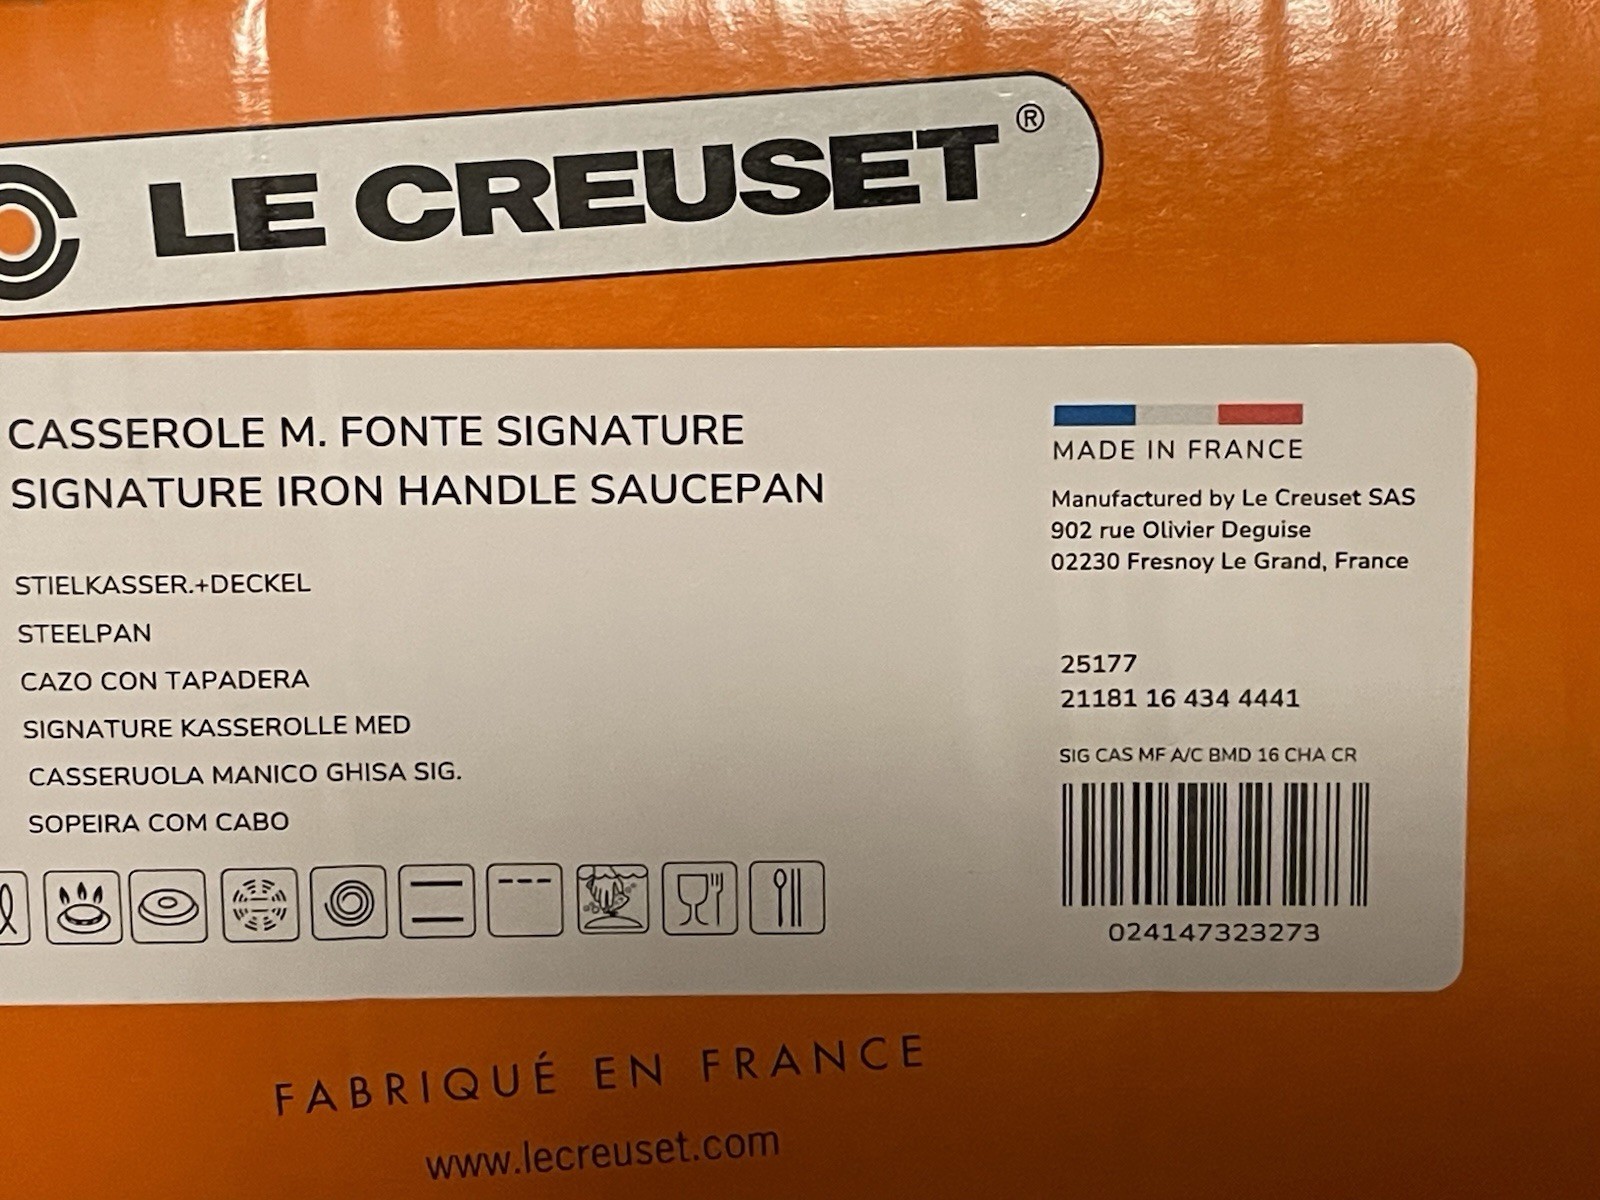 LE CREUSET®
CASSEROLE M. FONTE SIGNATURE
SIGNATURE IRON HANDLE SAUCEPAN
STIELKASSER.+DECKEL
STEELPAN
CAZO CON TAPADERA
SIGNATURE KASSEROLLE MED
CASSERUOLA MANICO GHISA SIG.
SOPEIRA COM CABO
MADE IN FRANCE
Manufactured by Le Creuset SAS
902 rue Olivier Deguise
02230 Fresnoy Le Grand, France
25177
21181 16 434 4441
SIG CAS MF A/C BMD 16 CHA CR
024147323273
FABRIQUÉ EN FRANCE
www.lecreuset.com